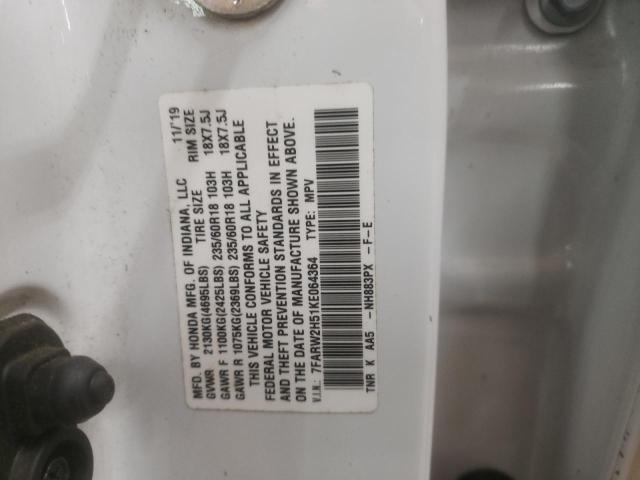 MFD. BY HONDA MFG. OF INDIANA, LLC 11/'19
GVWR 2130KG(4695LBS) TIRE SIZE RIM SIZE
GAWR F 1100KG(2425LBS) 235/60R18 103H 18X7.5J
GAWR R 1075KG(2369LBS) 235/60R18 103H 18X7.5J
THIS VEHICLE CONFORMS TO ALL APPLICABLE
FEDERAL MOTOR VEHICLE SAFETY
AND THEFT PREVENTION STANDARDS IN EFFECT
ON THE DATE OF MANUFACTURE SHOWN ABOVE.
V.I.N.: 7FARW2H51KE064364 TYPE: MPV
TNR K AA5 -NH883PX -F-E